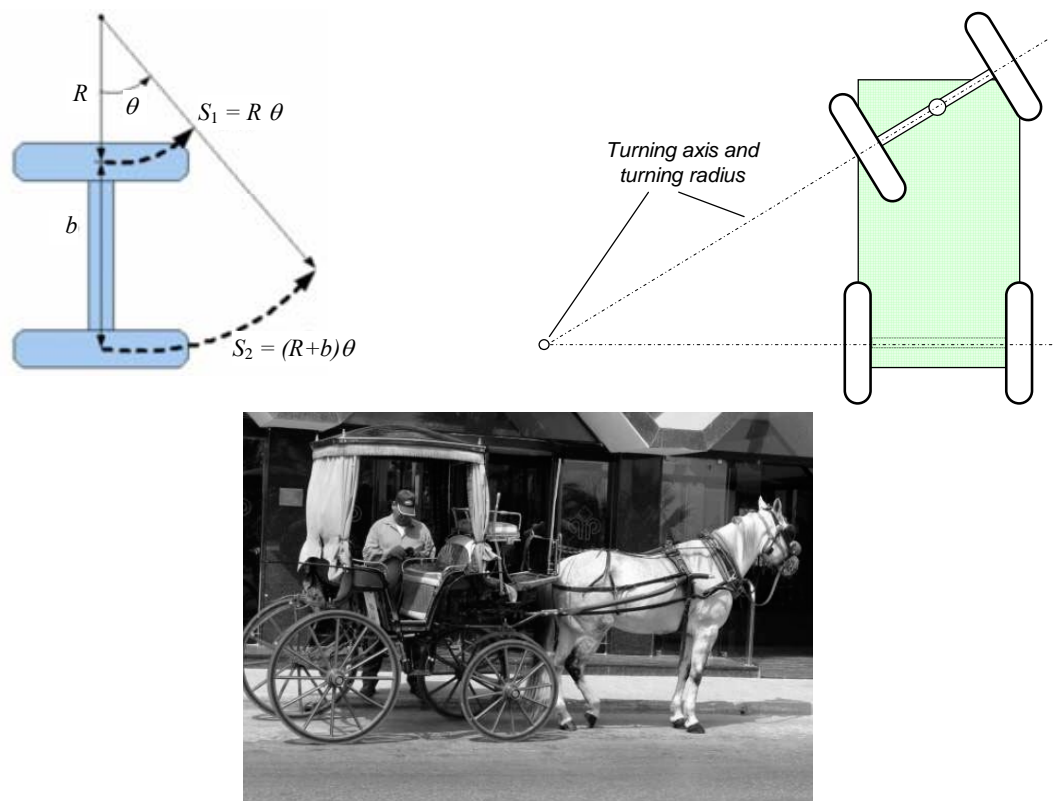 R
θ
S₁ = R θ
b
S₂ = (R+b)θ
Turning axis and
turning radius